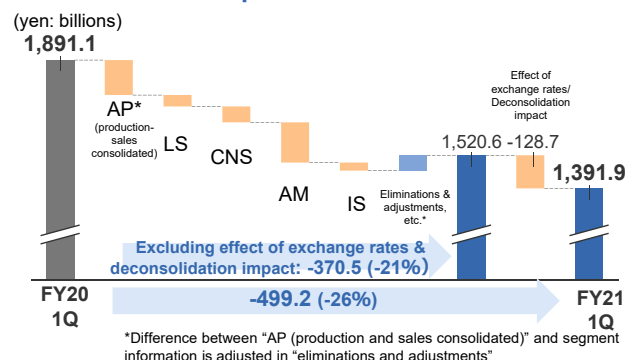 (yen: billions)
1,891.1
AP*
(production-
sales
consolidated)
LS
CNS
AM
IS
Eliminations &
adjustments,
etc.*
1,520.6
Effect of
exchange rates/
Deconsolidation
impact
-128.7
1,391.9
Excluding effect of exchange rates &
deconsolidation impact: -370.5 (-21%)
-499.2 (-26%)
FY20
1Q
FY21
1Q
*Difference between “AP (production and sales consolidated)” and segment
information is adjusted in “eliminations and adjustments”